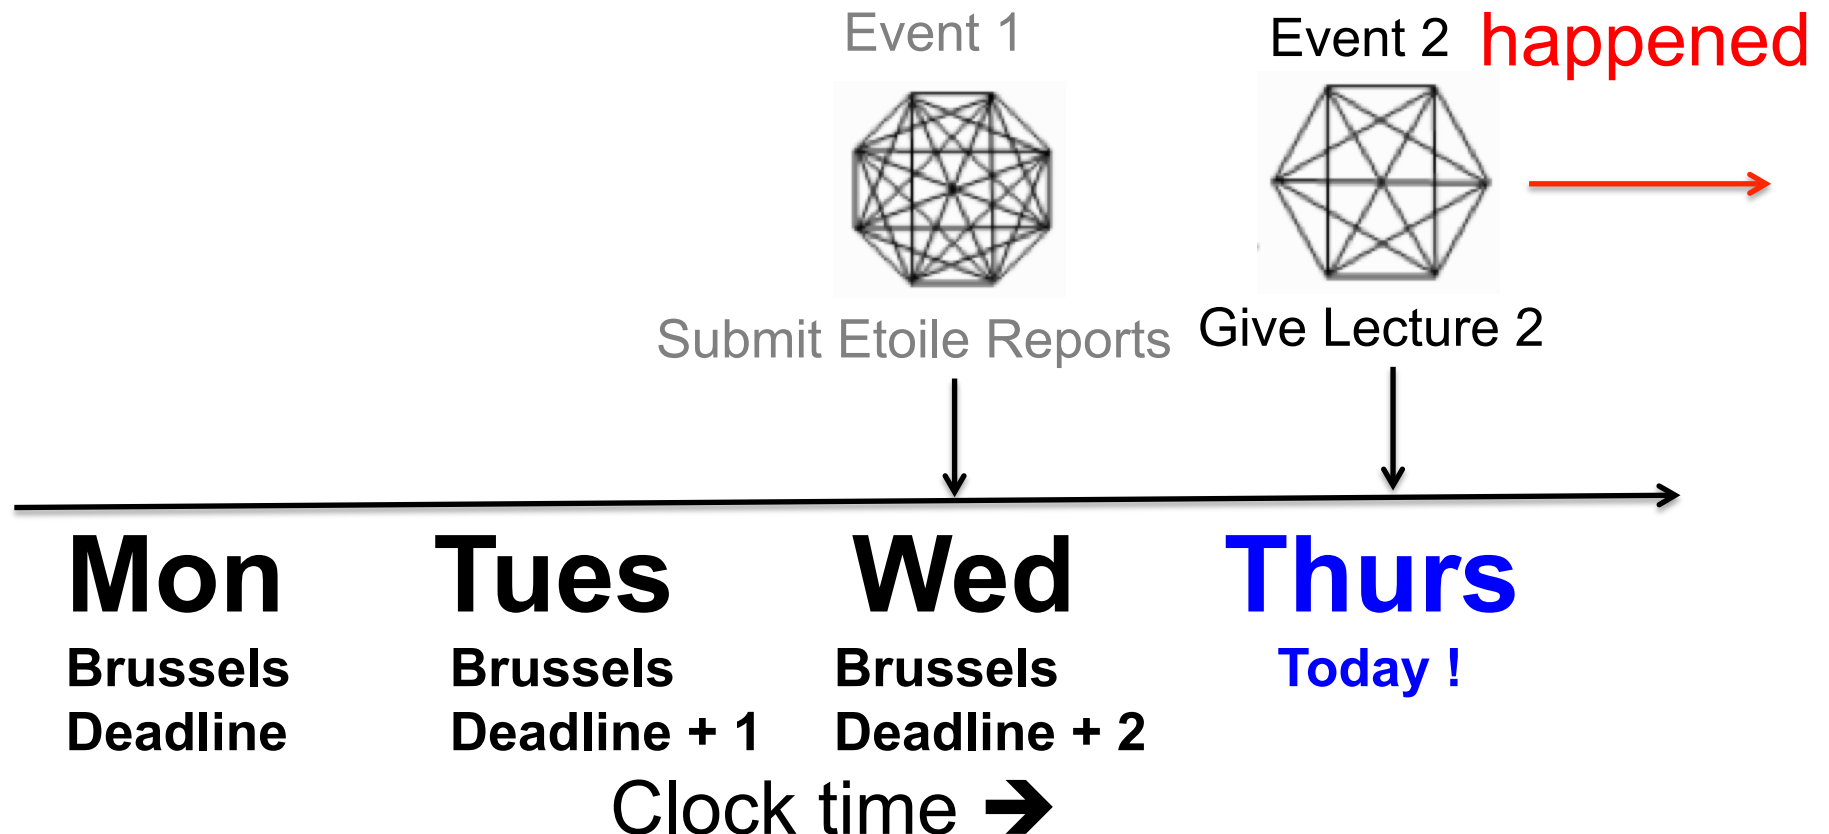 Event 1
Event 2 happened
Submit Etoile Reports
Give Lecture 2
Mon Tues Wed Thurs
Brussels Brussels Brussels Today !
Deadline Deadline + 1 Deadline + 2
Clock time ➔